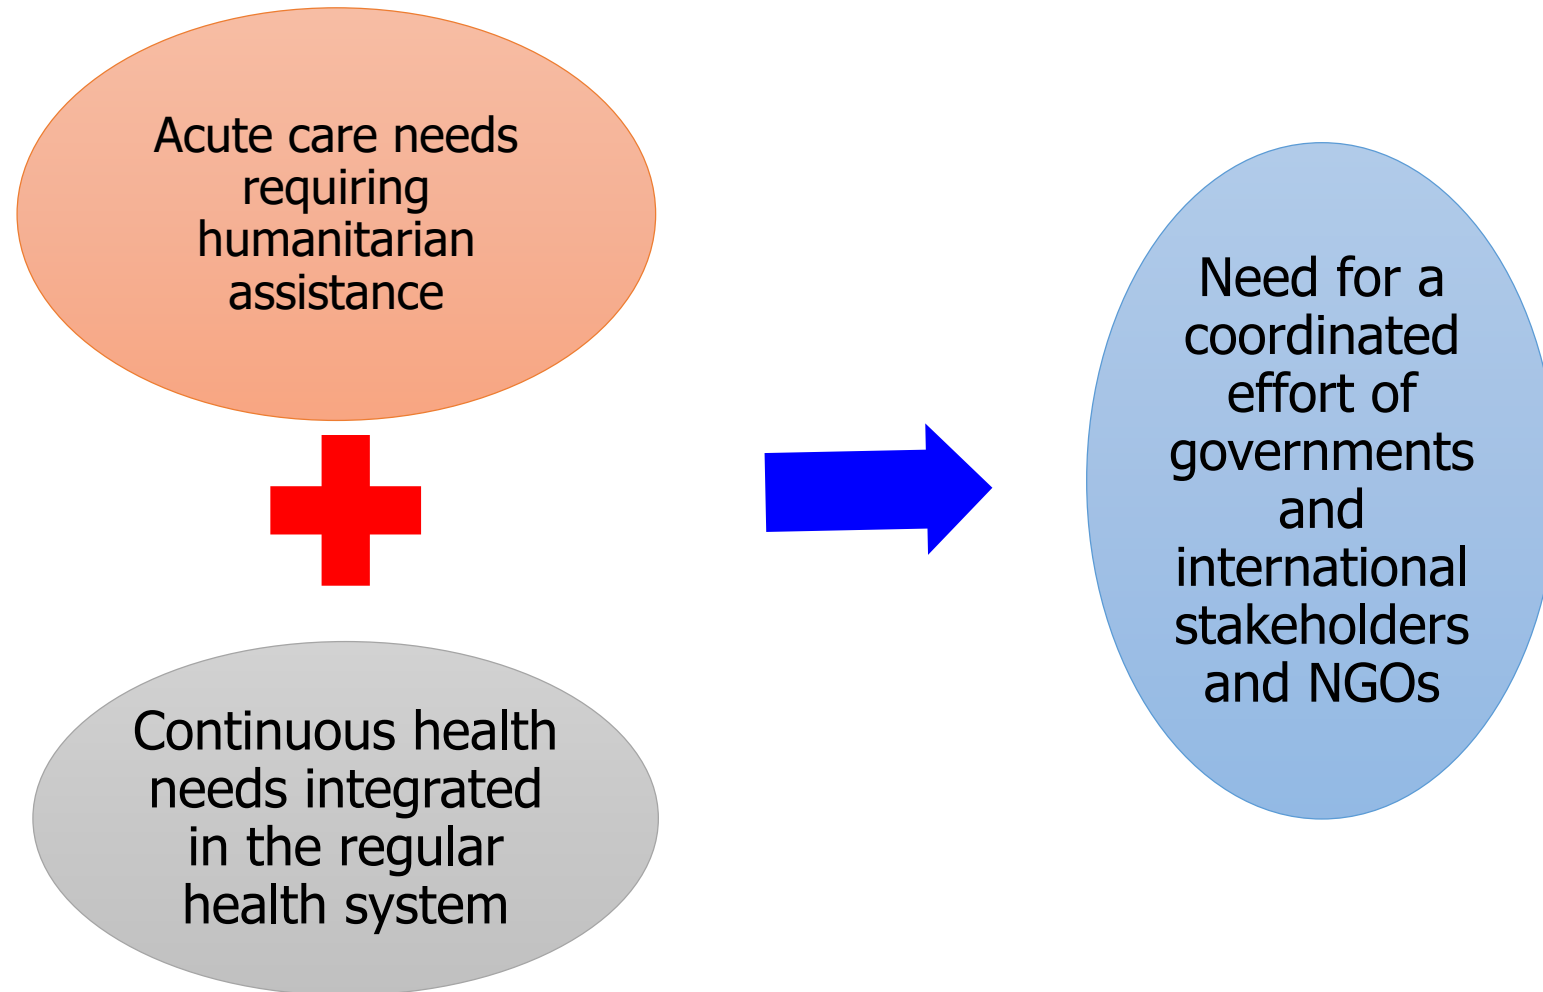 Acute care needs
requiring
humanitarian
assistance
Continuous health
needs integrated
in the regular
health system
Need for a
coordinated
effort of
governments
and
international
stakeholders
and NGOs